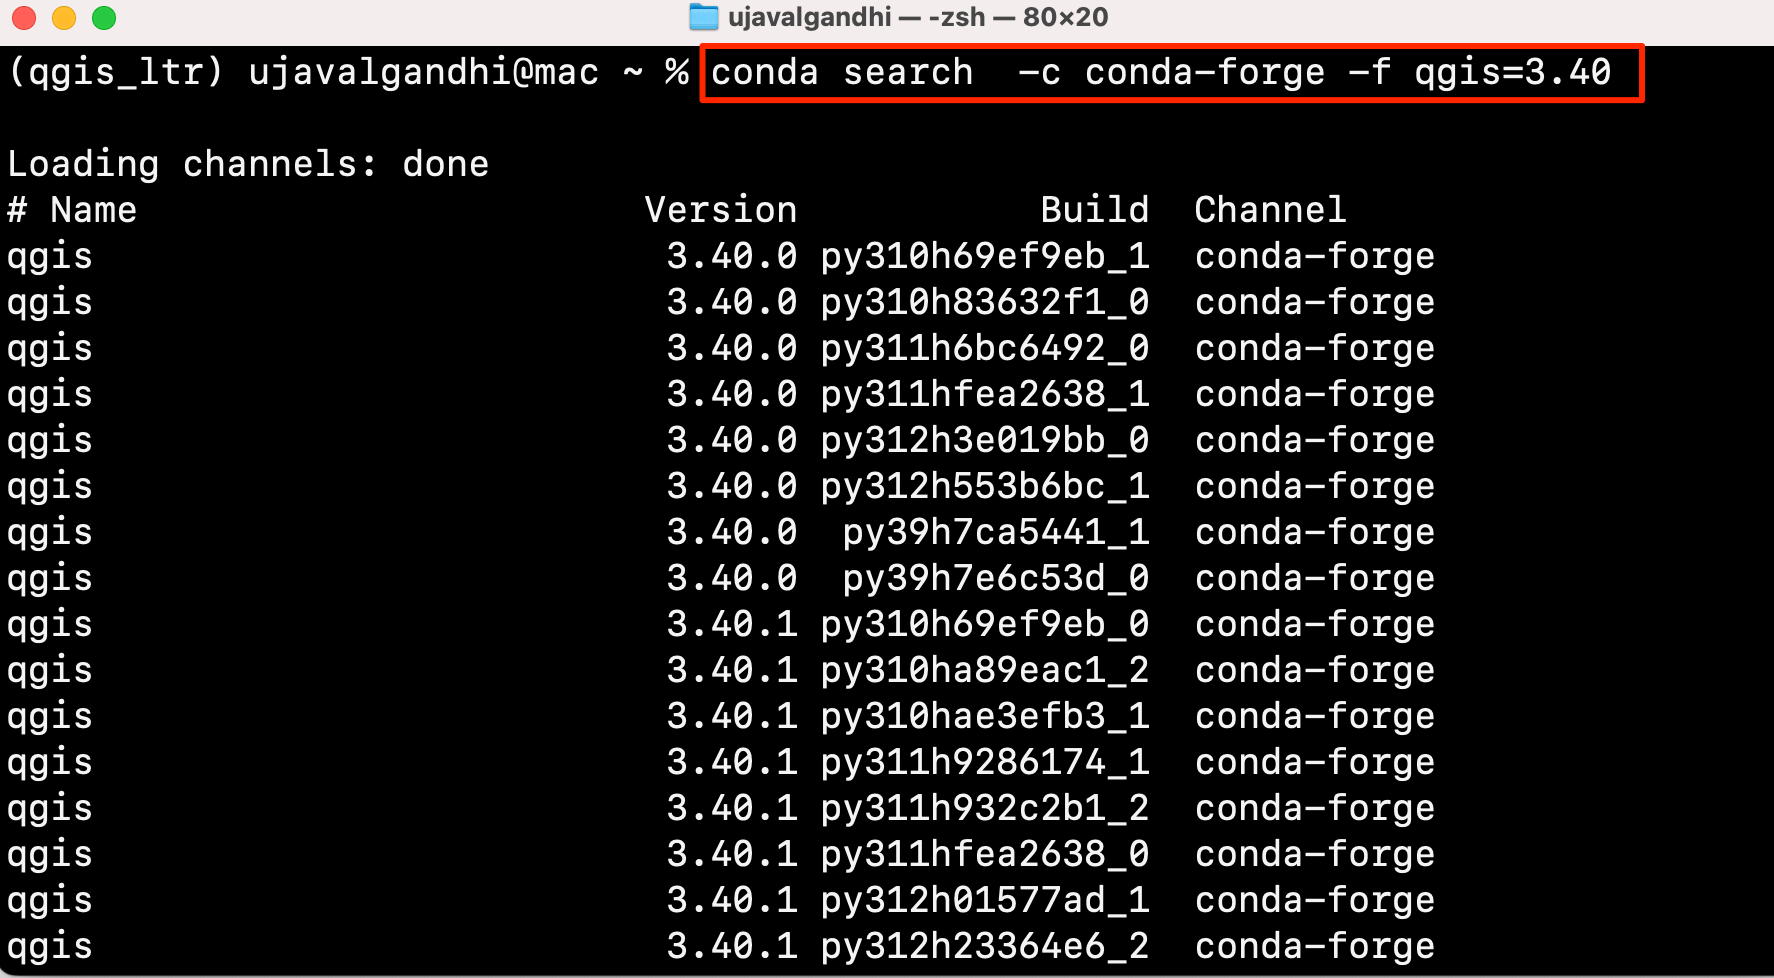 ujavalgandhi — -zsh — 80×20
(qgis_ltr) ujavalgandhi@mac ~ % conda search  -c conda-forge -f qgis=3.40
Loading channels: done
# Name                       Version           Build  Channel
qgis                          3.40.0 py310h69ef9eb_1  conda-forge
qgis                          3.40.0 py310h83632f1_0  conda-forge
qgis                          3.40.0 py311h6bc6492_0  conda-forge
qgis                          3.40.0 py311hfea2638_1  conda-forge
qgis                          3.40.0 py312h3e019bb_0  conda-forge
qgis                          3.40.0 py312h553b6bc_1  conda-forge
qgis                          3.40.0  py39h7ca5441_1  conda-forge
qgis                          3.40.0  py39h7e6c53d_0  conda-forge
qgis                          3.40.1 py310h69ef9eb_0  conda-forge
qgis                          3.40.1 py310ha89eac1_2  conda-forge
qgis                          3.40.1 py310hae3efb3_1  conda-forge
qgis                          3.40.1 py311h9286174_1  conda-forge
qgis                          3.40.1 py311h932c2b1_2  conda-forge
qgis                          3.40.1 py311hfea2638_0  conda-forge
qgis                          3.40.1 py312h01577ad_1  conda-forge
qgis                          3.40.1 py312h23364e6_2  conda-forge